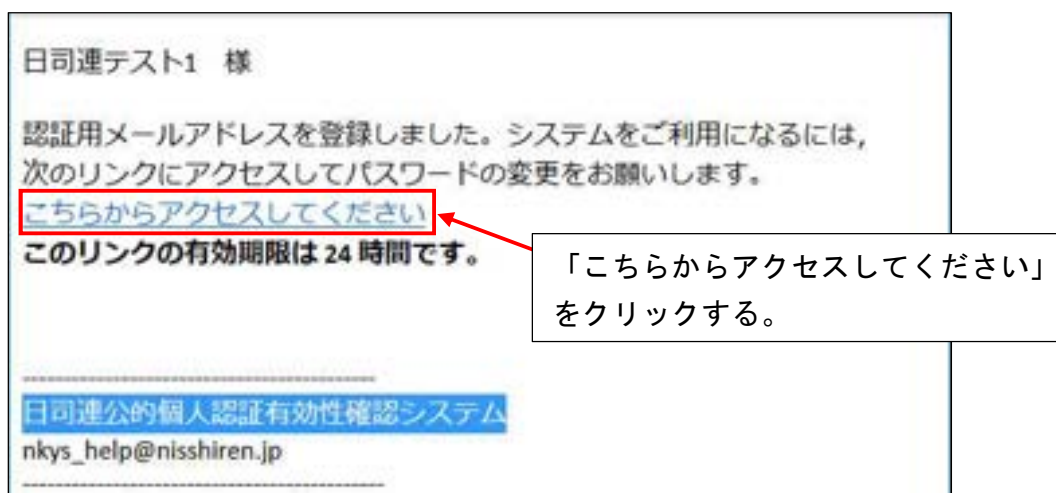 日司連テスト1　様
認証用メールアドレスを登録しました。システムをご利用になるには,
次のリンクにアクセスしてパスワードの変更をお願いします。
こちらからアクセスしてください
このリンクの有効期限は 24 時間です。
「こちらからアクセスしてください」
をクリックする。
----------------------------------------
日司連公的個人認証有効性確認システム
nkys_help@nisshiren.jp
----------------------------------------